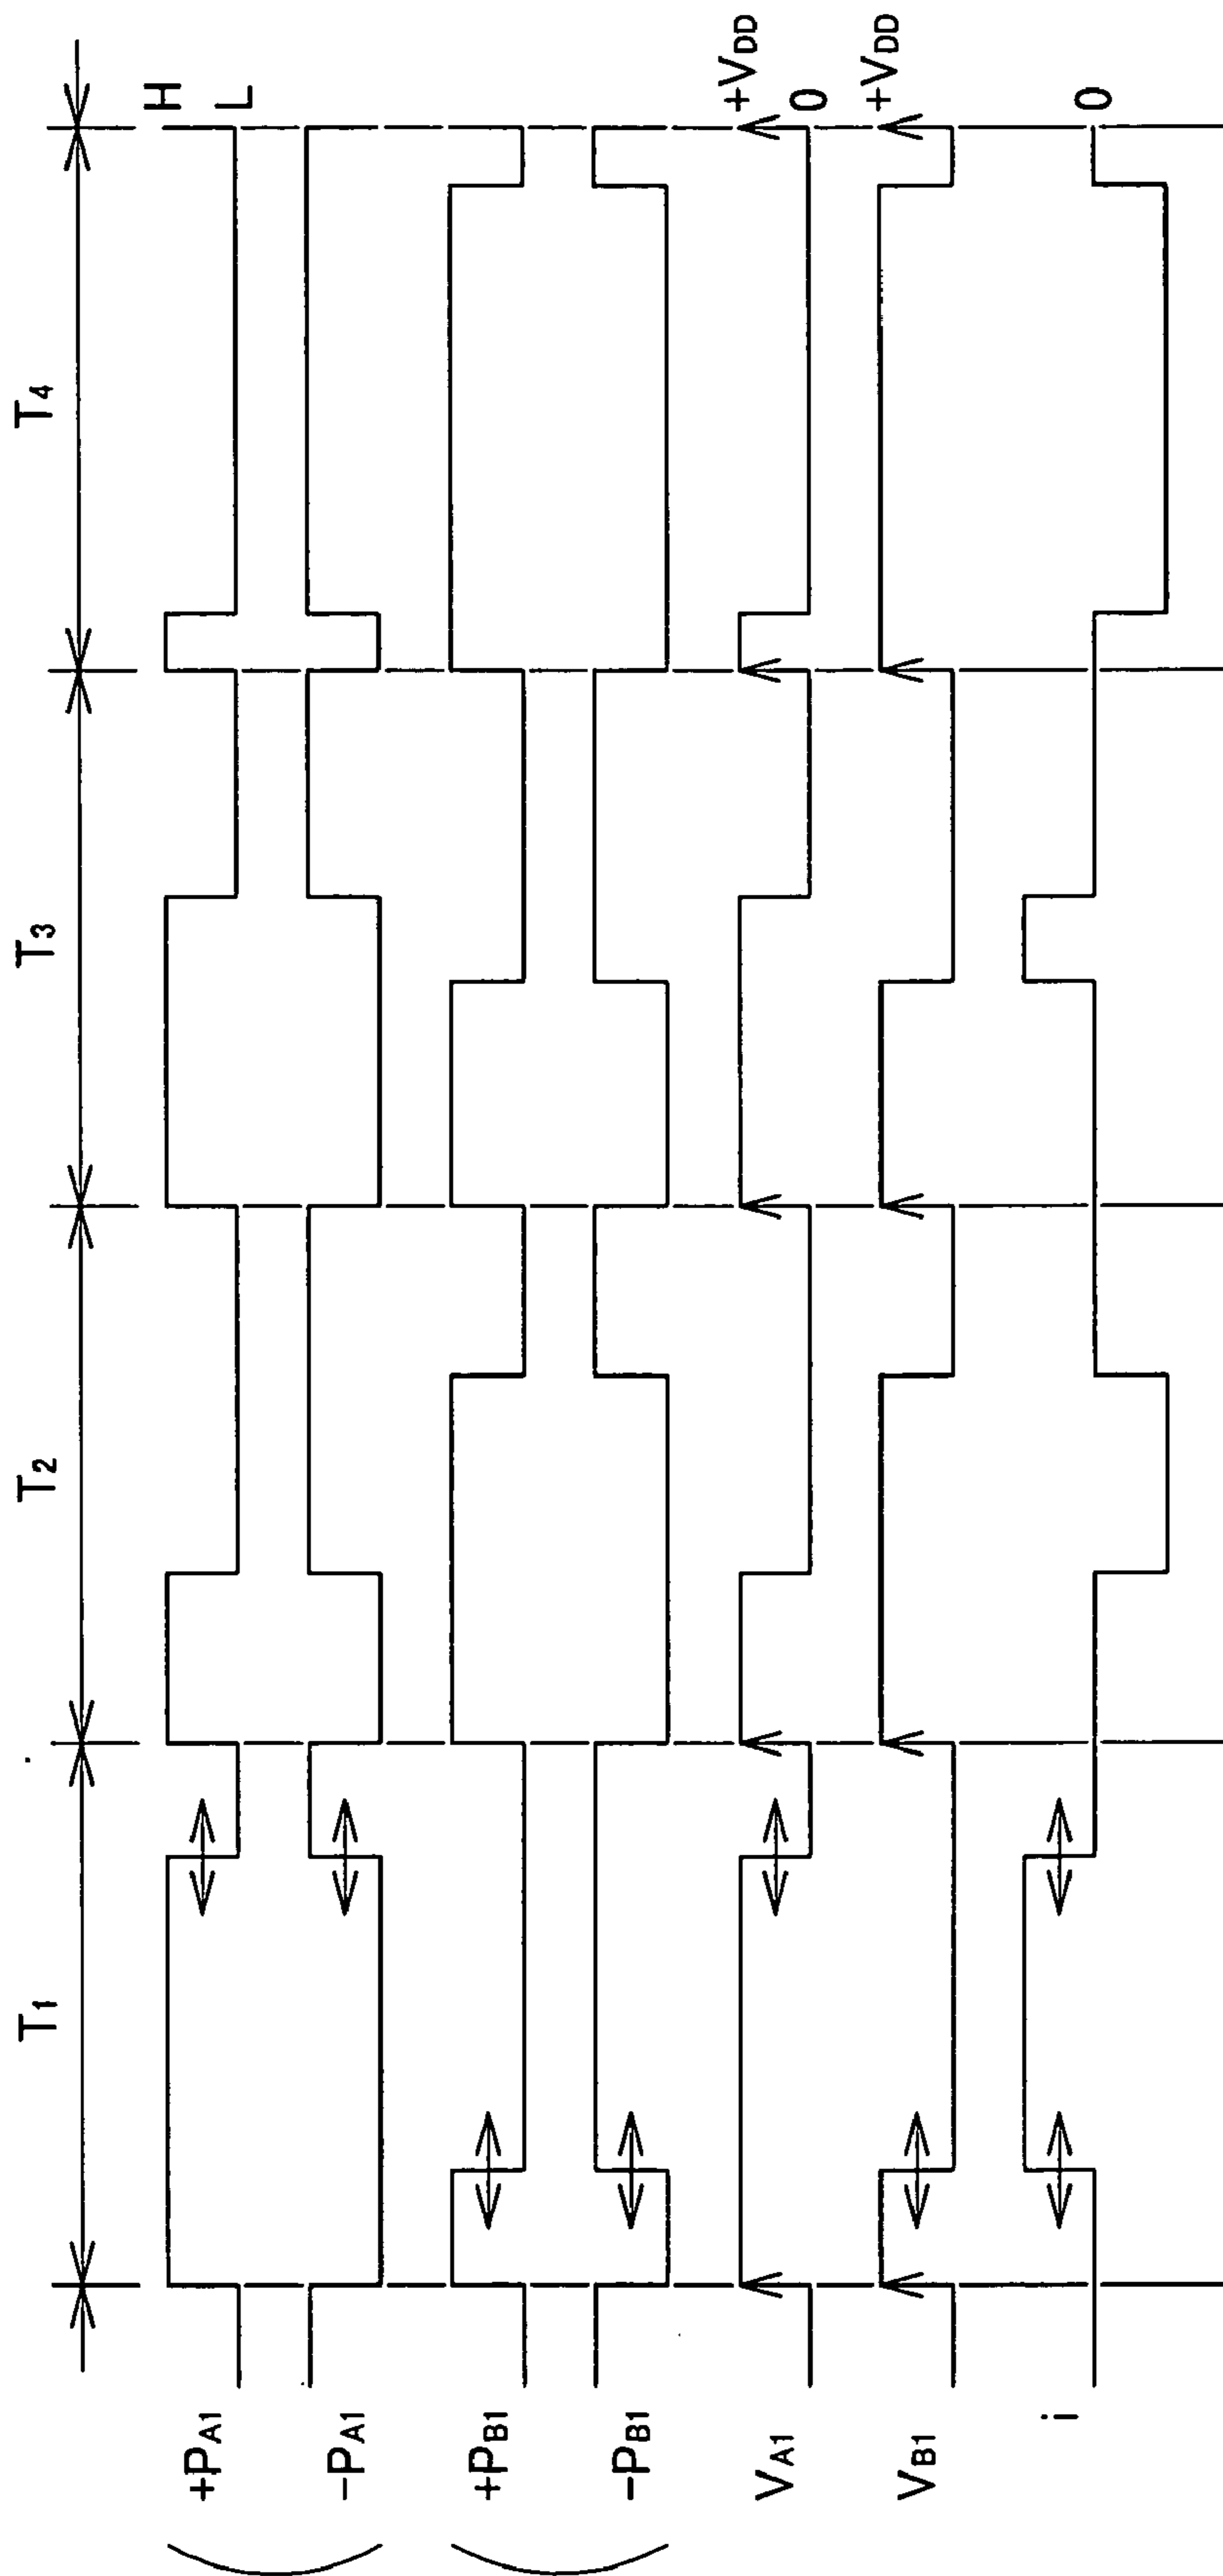 T1 T2 T3 T4
+PA1 H
L
-PA1
+PB1
-PB1
VA1 +VDD
0
VB1 +VDD
i 0